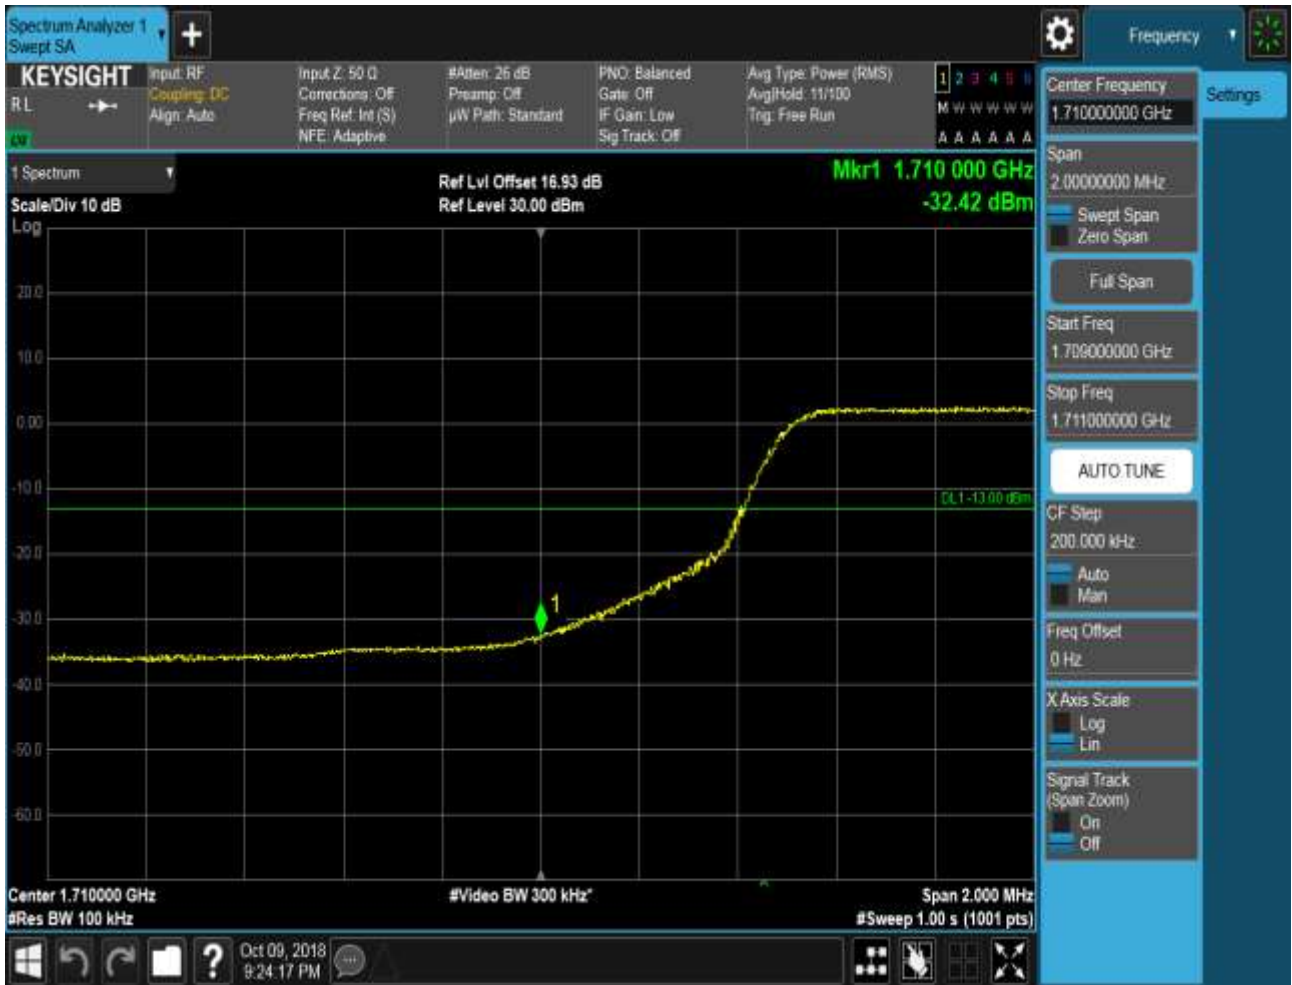 Spectrum Analyzer 1
Swept SA
+
Frequency
KEYSIGHT
R L
Input: RF
Coupling: DC
Align: Auto
Input Z: 50 Ω
Corrections: Off
Freq Ref: Int (S)
NFE: Adaptive
#Atten: 26 dB
Preamp: Off
µW Path: Standard
PNO: Balanced
Gate: Off
IF Gain: Low
Sig Track: Off
Avg Type: Power (RMS)
Avg|Hold: 11/100
Trig: Free Run
1 2 3 4 5 6
M W W W W W
A A A A A A
1 Spectrum
Scale/Div 10 dB
Log
Ref Lvl Offset 16.93 dB
Ref Level 30.00 dBm
Mkr1 1.710 000 GHz
-32.42 dBm
20.0
10.0
0.00
-10.0
DL1 -13.00 dBm
-20.0
1
-30.0
-40.0
-50.0
-60.0
Center 1.710000 GHz
#Res BW 100 kHz
#Video BW 300 kHz*
Span 2.000 MHz
#Sweep 1.00 s (1001 pts)
Oct 09, 2018
9:24:17 PM
?
Center Frequency
1.710000000 GHz
Settings
Span
2.00000000 MHz
Swept Span
Zero Span
Full Span
Start Freq
1.709000000 GHz
Stop Freq
1.711000000 GHz
AUTO TUNE
CF Step
200.000 kHz
Auto
Man
Freq Offset
0 Hz
X Axis Scale
Log
Lin
Signal Track
(Span Zoom)
On
Off